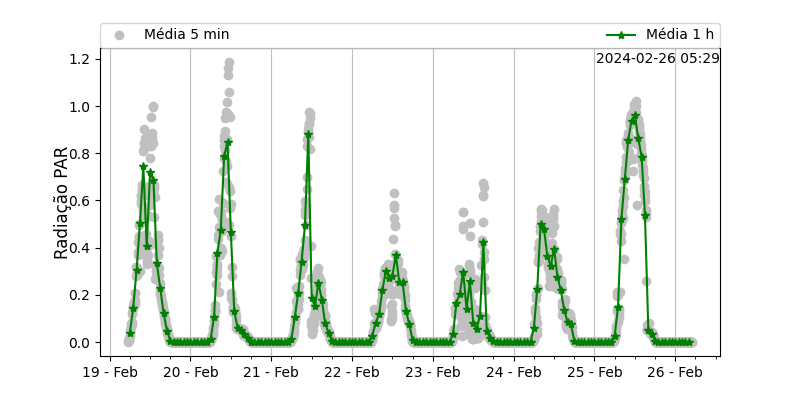 Média 5 min
Média 1 h
2024-02-26 05:29
Radiação PAR
1.2
1.0
0.8
0.6
0.4
0.2
0.0
19 - Feb
20 - Feb
21 - Feb
22 - Feb
23 - Feb
24 - Feb
25 - Feb
26 - Feb